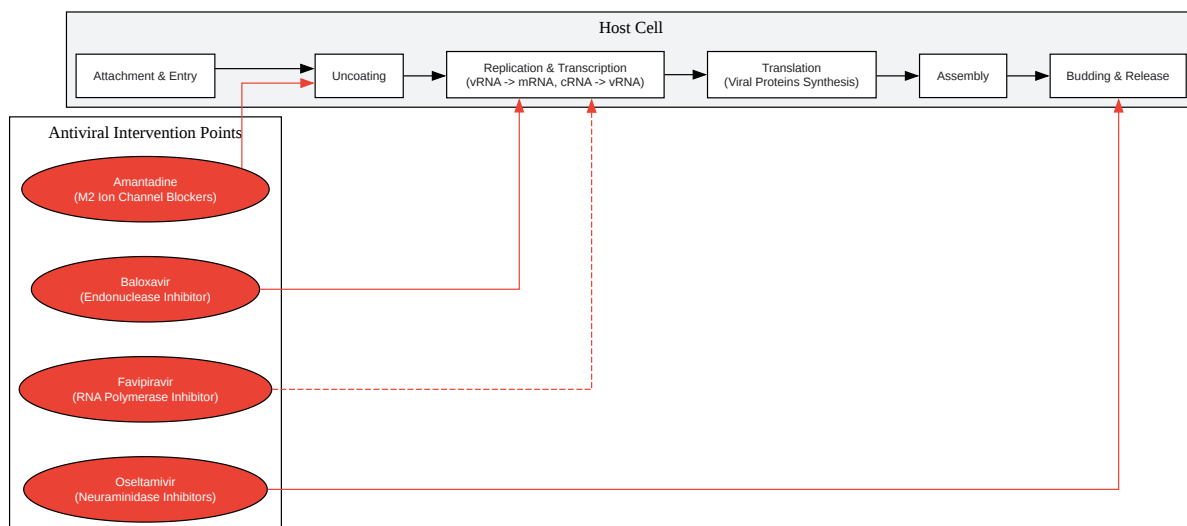 Host Cell
Attachment & Entry
Uncoating
Replication & Transcription
(vRNA -> mRNA, cRNA -> vRNA)
Translation
(Viral Proteins Synthesis)
Assembly
Budding & Release
Antiviral Intervention Points
Amantadine
(M2 Ion Channel Blockers)
Baloxavir
(Endonuclease Inhibitor)
Favipiravir
(RNA Polymerase Inhibitor)
Oseltamivir
(Neuraminidase Inhibitors)